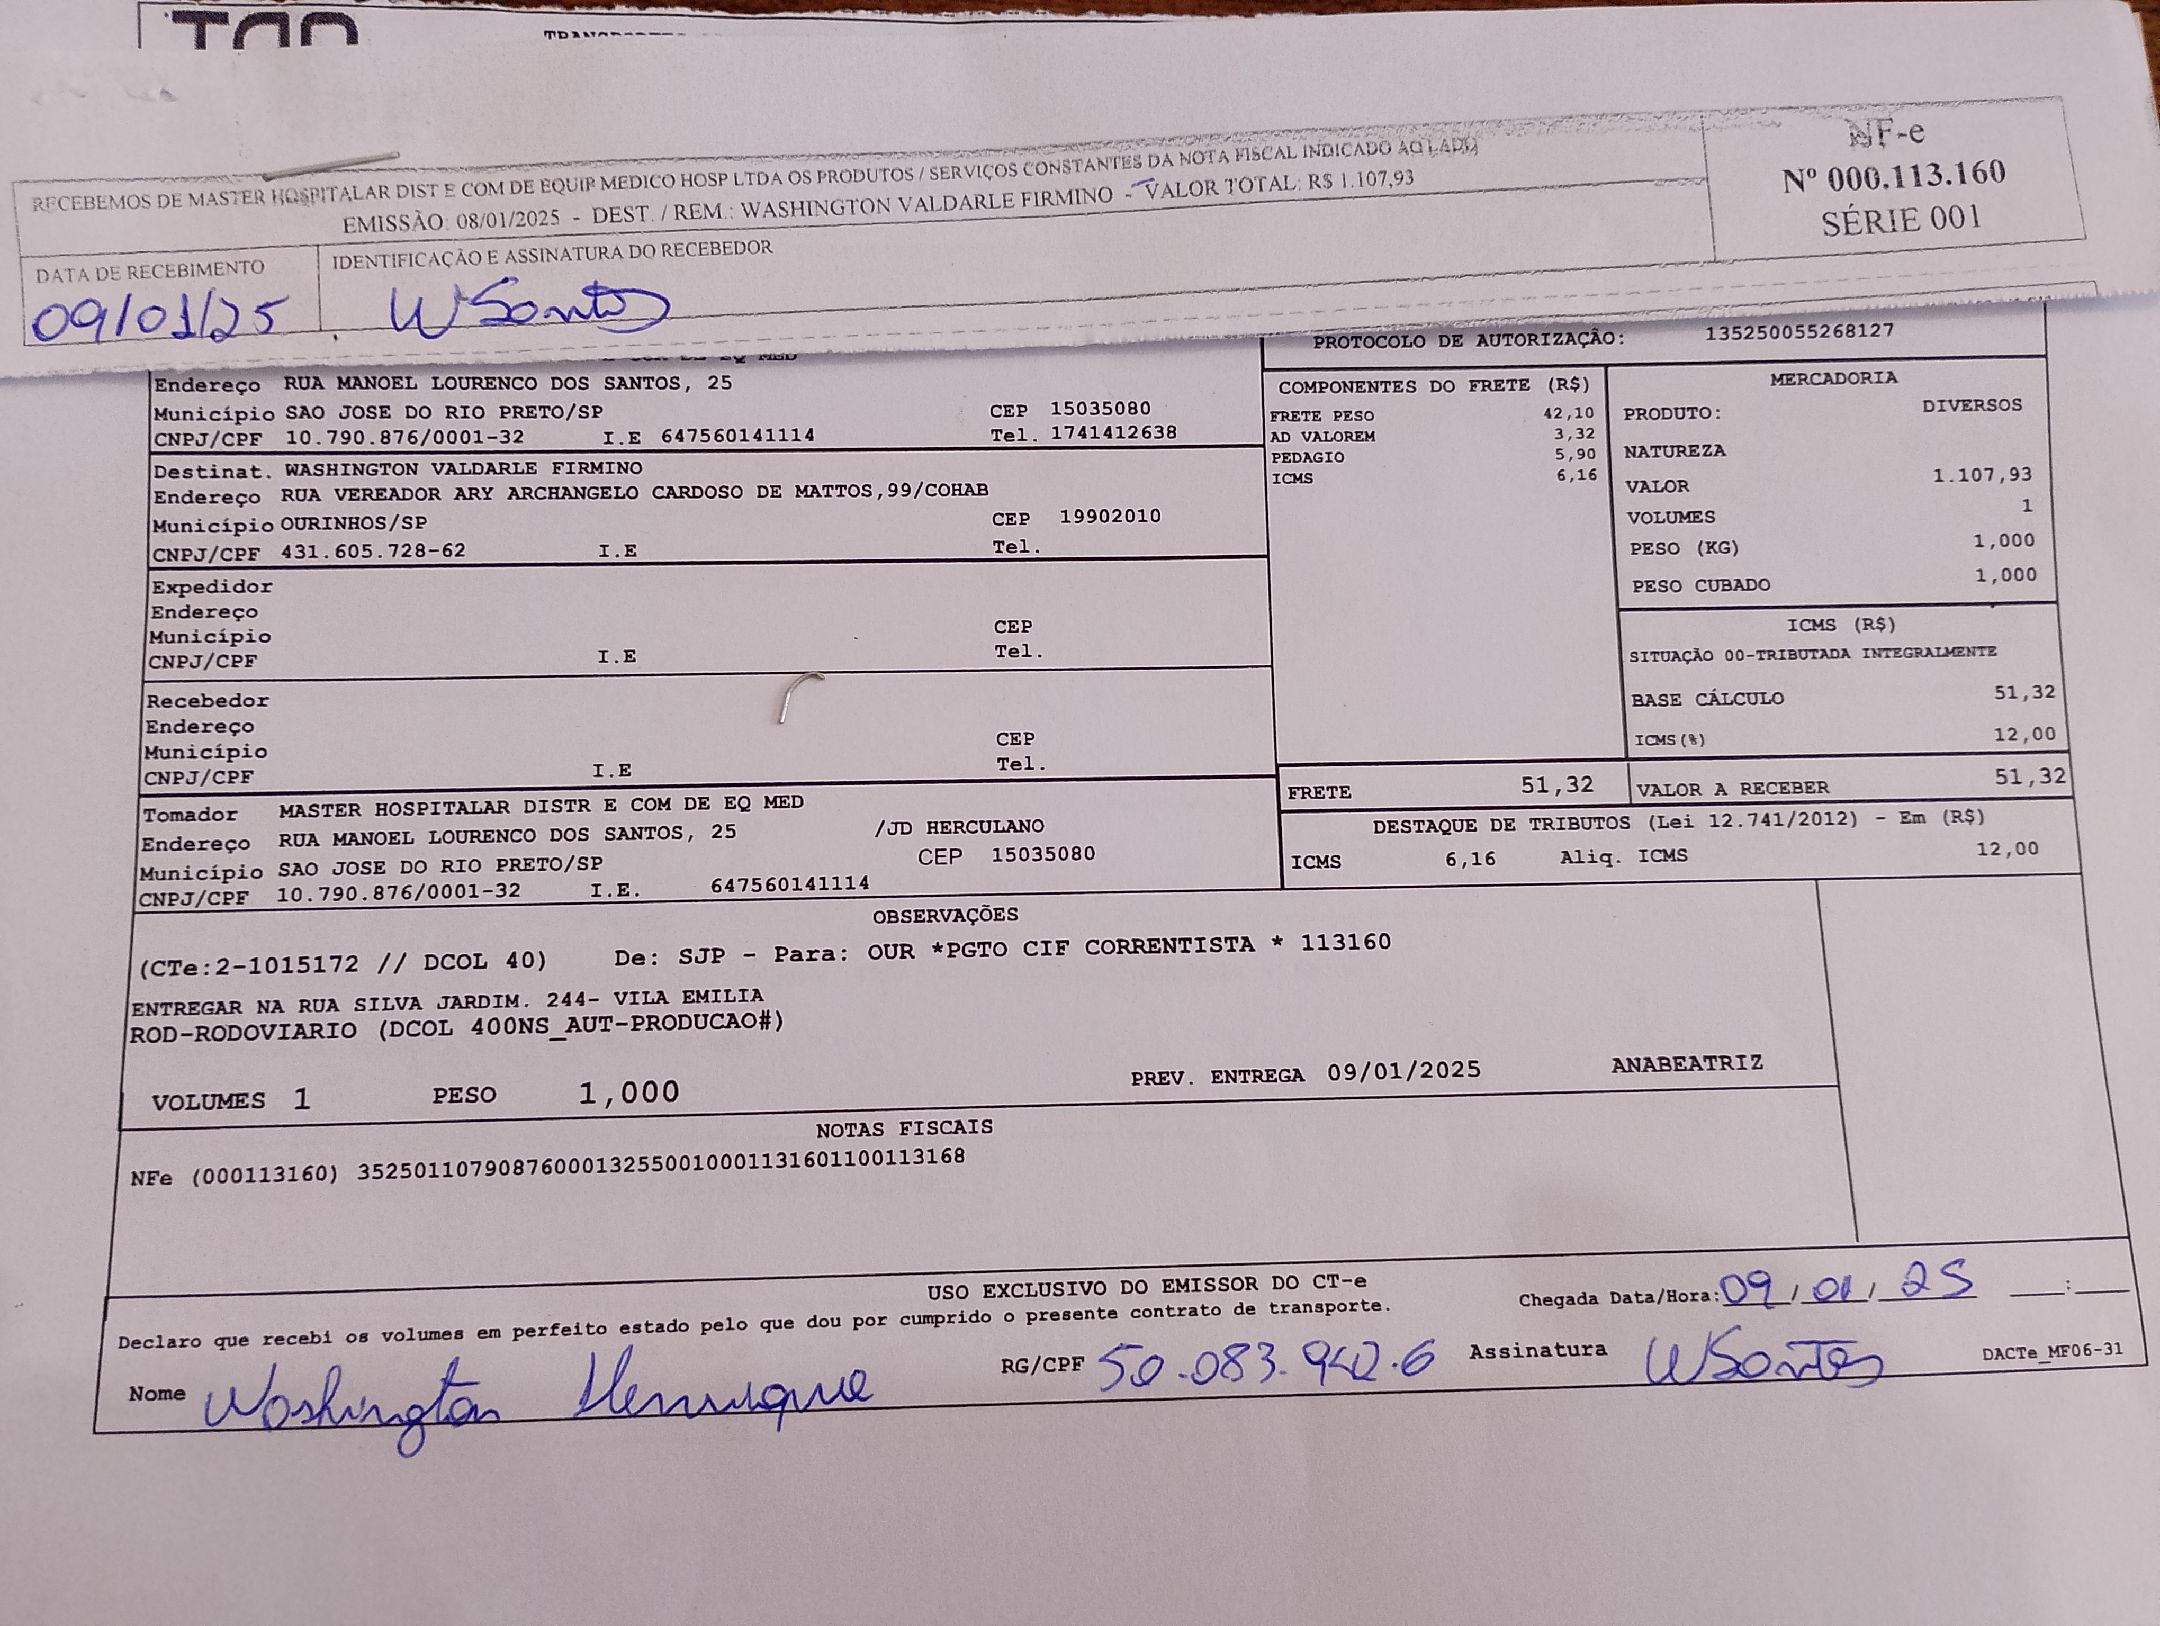 RECEBEMOS DE MASTER HOSPITALAR DIST E COM DE EQUIP MEDICO HOSP LTDA OS PRODUTOS / SERVIÇOS CONSTANTES DA NOTA FISCAL INDICADO AO LADO
EMISSÃO: 08/01/2025 - DEST. / REM.: WASHINGTON VALDARLE FIRMINO - VALOR TOTAL: R$ 1.107,93
NF-e
Nº 000.113.160
SÉRIE 001
DATA DE RECEBIMENTO
09/01/25
IDENTIFICAÇÃO E ASSINATURA DO RECEBEDOR
WSantos
PROTOCOLO DE AUTORIZAÇÃO: 135250055268127
Endereço RUA MANOEL LOURENCO DOS SANTOS, 25
Município SAO JOSE DO RIO PRETO/SP CEP 15035080
CNPJ/CPF 10.790.876/0001-32 I.E 647560141114 Tel. 1741412638
Destinat. WASHINGTON VALDARLE FIRMINO
Endereço RUA VEREADOR ARY ARCHANGELO CARDOSO DE MATTOS,99/COHAB
Município OURINHOS/SP CEP 19902010
CNPJ/CPF 431.605.728-62 I.E Tel.
Expedidor
Endereço
Município CEP
CNPJ/CPF I.E Tel.
Recebedor
Endereço
Município CEP
CNPJ/CPF I.E Tel.
Tomador MASTER HOSPITALAR DISTR E COM DE EQ MED
Endereço RUA MANOEL LOURENCO DOS SANTOS, 25 /JD HERCULANO
Município SAO JOSE DO RIO PRETO/SP CEP 15035080
CNPJ/CPF 10.790.876/0001-32 I.E. 647560141114
COMPONENTES DO FRETE (R$)
FRETE PESO 42,10
AD VALOREM 3,32
PEDAGIO 5,90
ICMS 6,16
MERCADORIA
PRODUTO: DIVERSOS
NATUREZA
VALOR 1.107,93
VOLUMES 1
PESO (KG) 1,000
PESO CUBADO 1,000
ICMS (R$)
SITUAÇÃO 00-TRIBUTADA INTEGRALMENTE
BASE CÁLCULO 51,32
ICMS(%) 12,00
FRETE 51,32 VALOR A RECEBER 51,32
DESTAQUE DE TRIBUTOS (Lei 12.741/2012) - Em (R$)
ICMS 6,16 Aliq. ICMS 12,00
OBSERVAÇÕES
(CTe:2-1015172 // DCOL 40) De: SJP - Para: OUR *PGTO CIF CORRENTISTA * 113160
ENTREGAR NA RUA SILVA JARDIM. 244- VILA EMILIA
ROD-RODOVIARIO (DCOL 400NS_AUT-PRODUCAO#)
VOLUMES 1 PESO 1,000 PREV. ENTREGA 09/01/2025 ANABEATRIZ
NOTAS FISCAIS
NFe (000113160) 35250110790876000132550010001131601100113168
USO EXCLUSIVO DO EMISSOR DO CT-e
Declaro que recebi os volumes em perfeito estado pelo que dou por cumprido o presente contrato de transporte.
Chegada Data/Hora: 09/01/25 __:__
Nome Washington Henrique RG/CPF 50.083.942.6 Assinatura WSantos
DACTe_MF06-31